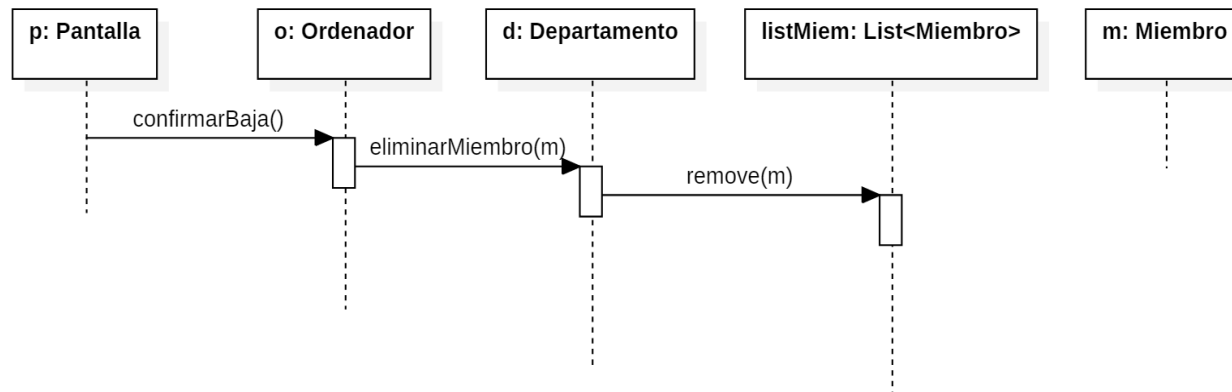 p: Pantalla
o: Ordenador
d: Departamento
listMiem: List<Miembro>
m: Miembro
confirmarBaja()
eliminarMiembro(m)
remove(m)